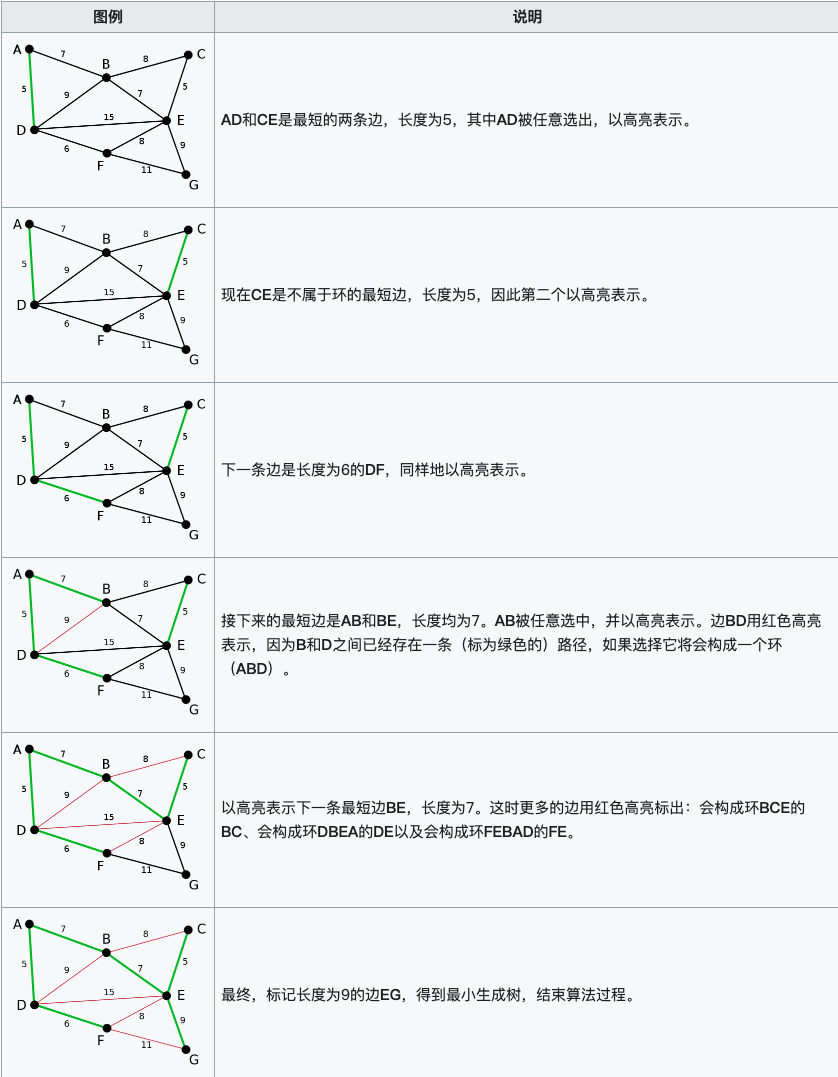 图例 说明
A 7 B 8 C
5 9 7 5
D 15 E
6 8 9
F 11 G
AD和CE是最短的两条边，长度为5，其中AD被任意选出，以高亮表示。
A 7 B 8 C
5 9 7 5
D 15 E
6 8 9
F 11 G
现在CE是不属于环的最短边，长度为5，因此第二个以高亮表示。
A 7 B 8 C
5 9 7 5
D 15 E
6 8 9
F 11 G
下一条边是长度为6的DF，同样地以高亮表示。
A 7 B 8 C
5 9 7 5
D 15 E
6 8 9
F 11 G
接下来的最短边是AB和BE，长度均为7。AB被任意选中，并以高亮表示。边BD用红色高亮
表示，因为B和D之间已经存在一条（标为绿色的）路径，如果选择它将会构成一个环
（ABD）。
A 7 B 8 C
5 9 7 5
D 15 E
6 8 9
F 11 G
以高亮表示下一条最短边BE，长度为7。这时更多的边用红色高亮标出：会构成环BCE的
BC、会构成环DBEA的DE以及会构成环FEBAD的FE。
A 7 B 8 C
5 9 7 5
D 15 E
6 8 9
F 11 G
最终，标记长度为9的边EG，得到最小生成树，结束算法过程。